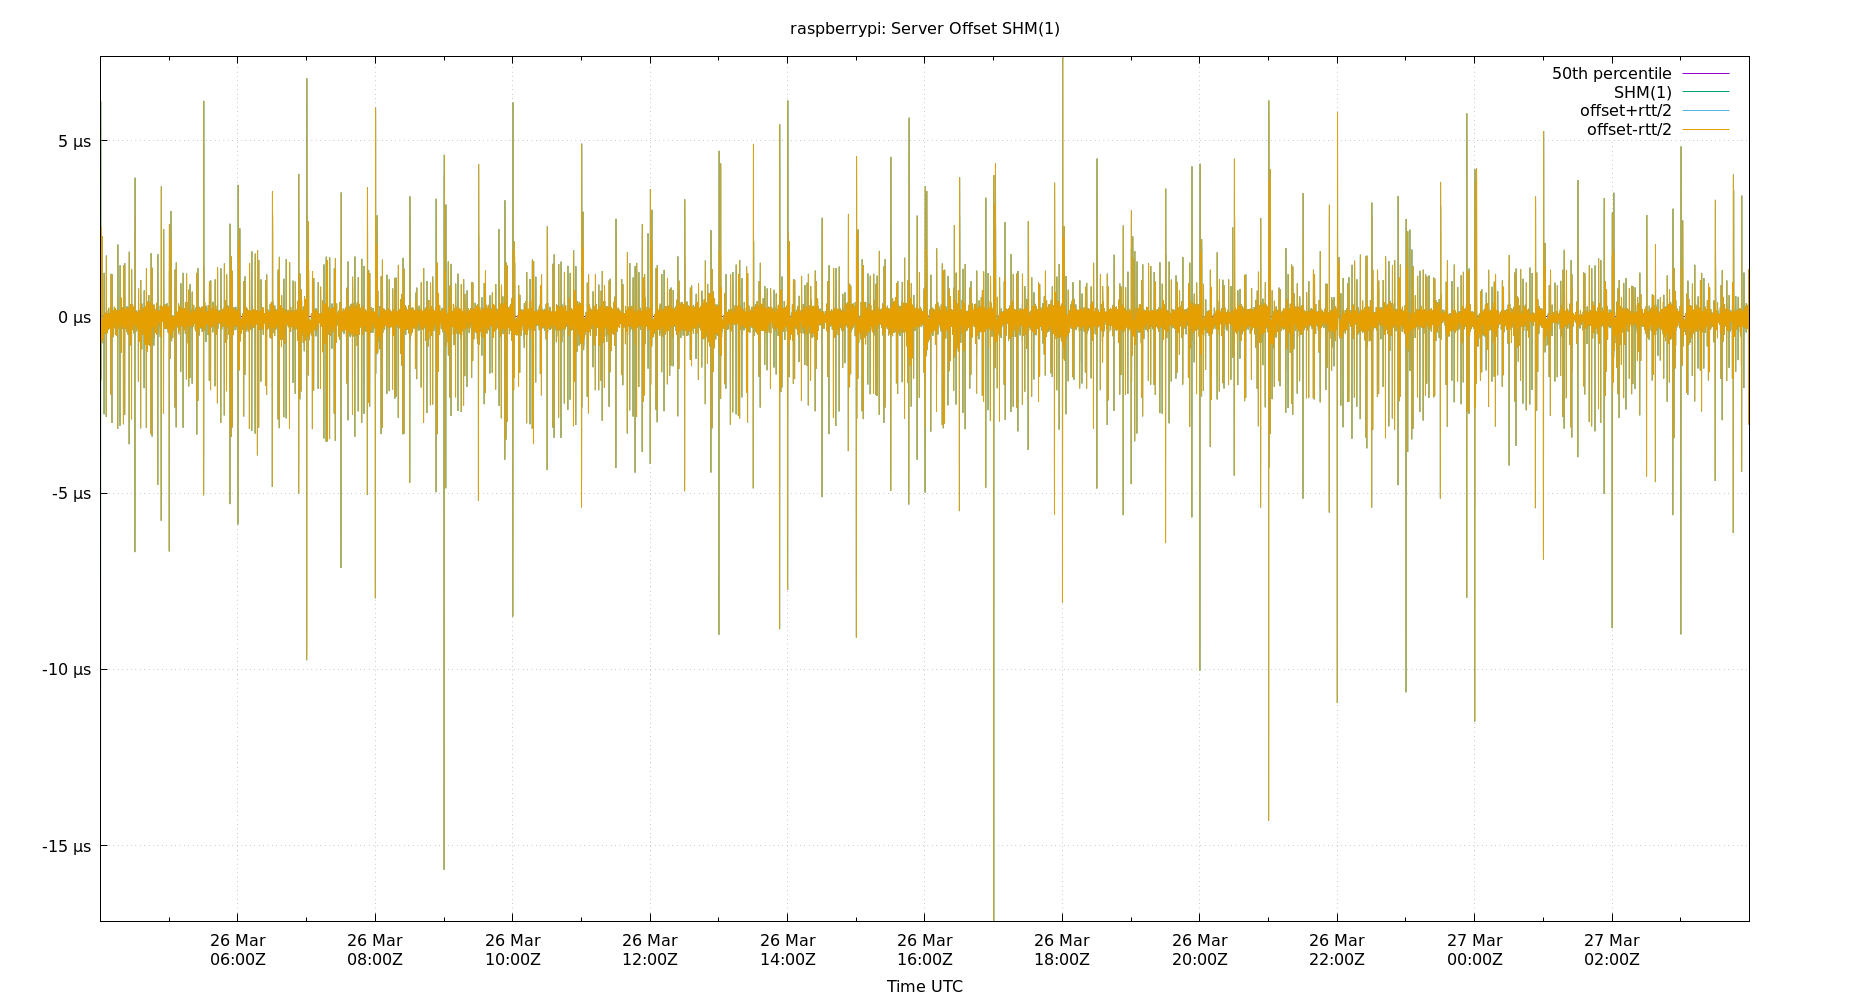 raspberrypi: Server Offset SHM(1)
50th percentile
SHM(1)
offset+rtt/2
offset-rtt/2
5 µs
0 µs
-5 µs
-10 µs
-15 µs
26 Mar 26 Mar 26 Mar 26 Mar 26 Mar 26 Mar 26 Mar 26 Mar 26 Mar 27 Mar 27 Mar
06:00Z 08:00Z 10:00Z 12:00Z 14:00Z 16:00Z 18:00Z 20:00Z 22:00Z 00:00Z 02:00Z
Time UTC